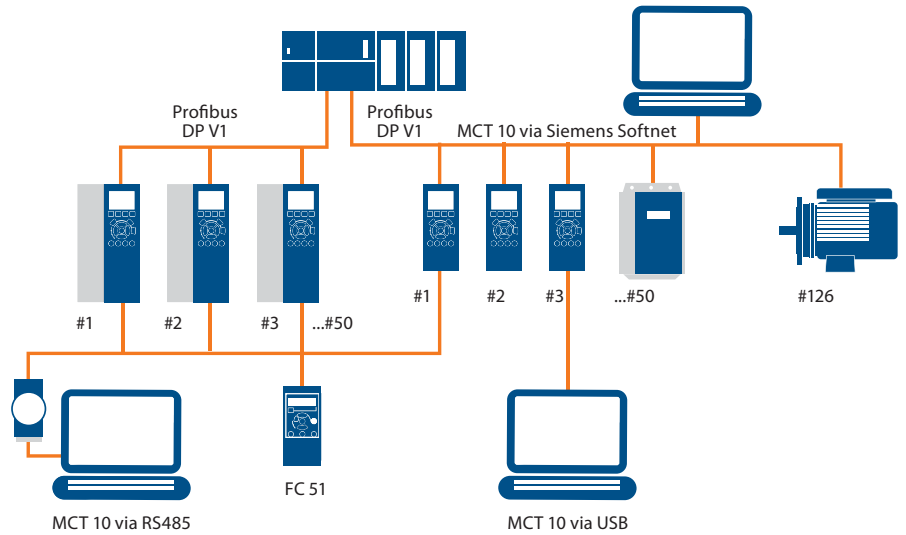 Profibus
DP V1
Profibus
DP V1
MCT 10 via Siemens Softnet
#1
#2
#3
...#50
#1
#2
#3
...#50
#126
FC 51
MCT 10 via RS485
MCT 10 via USB